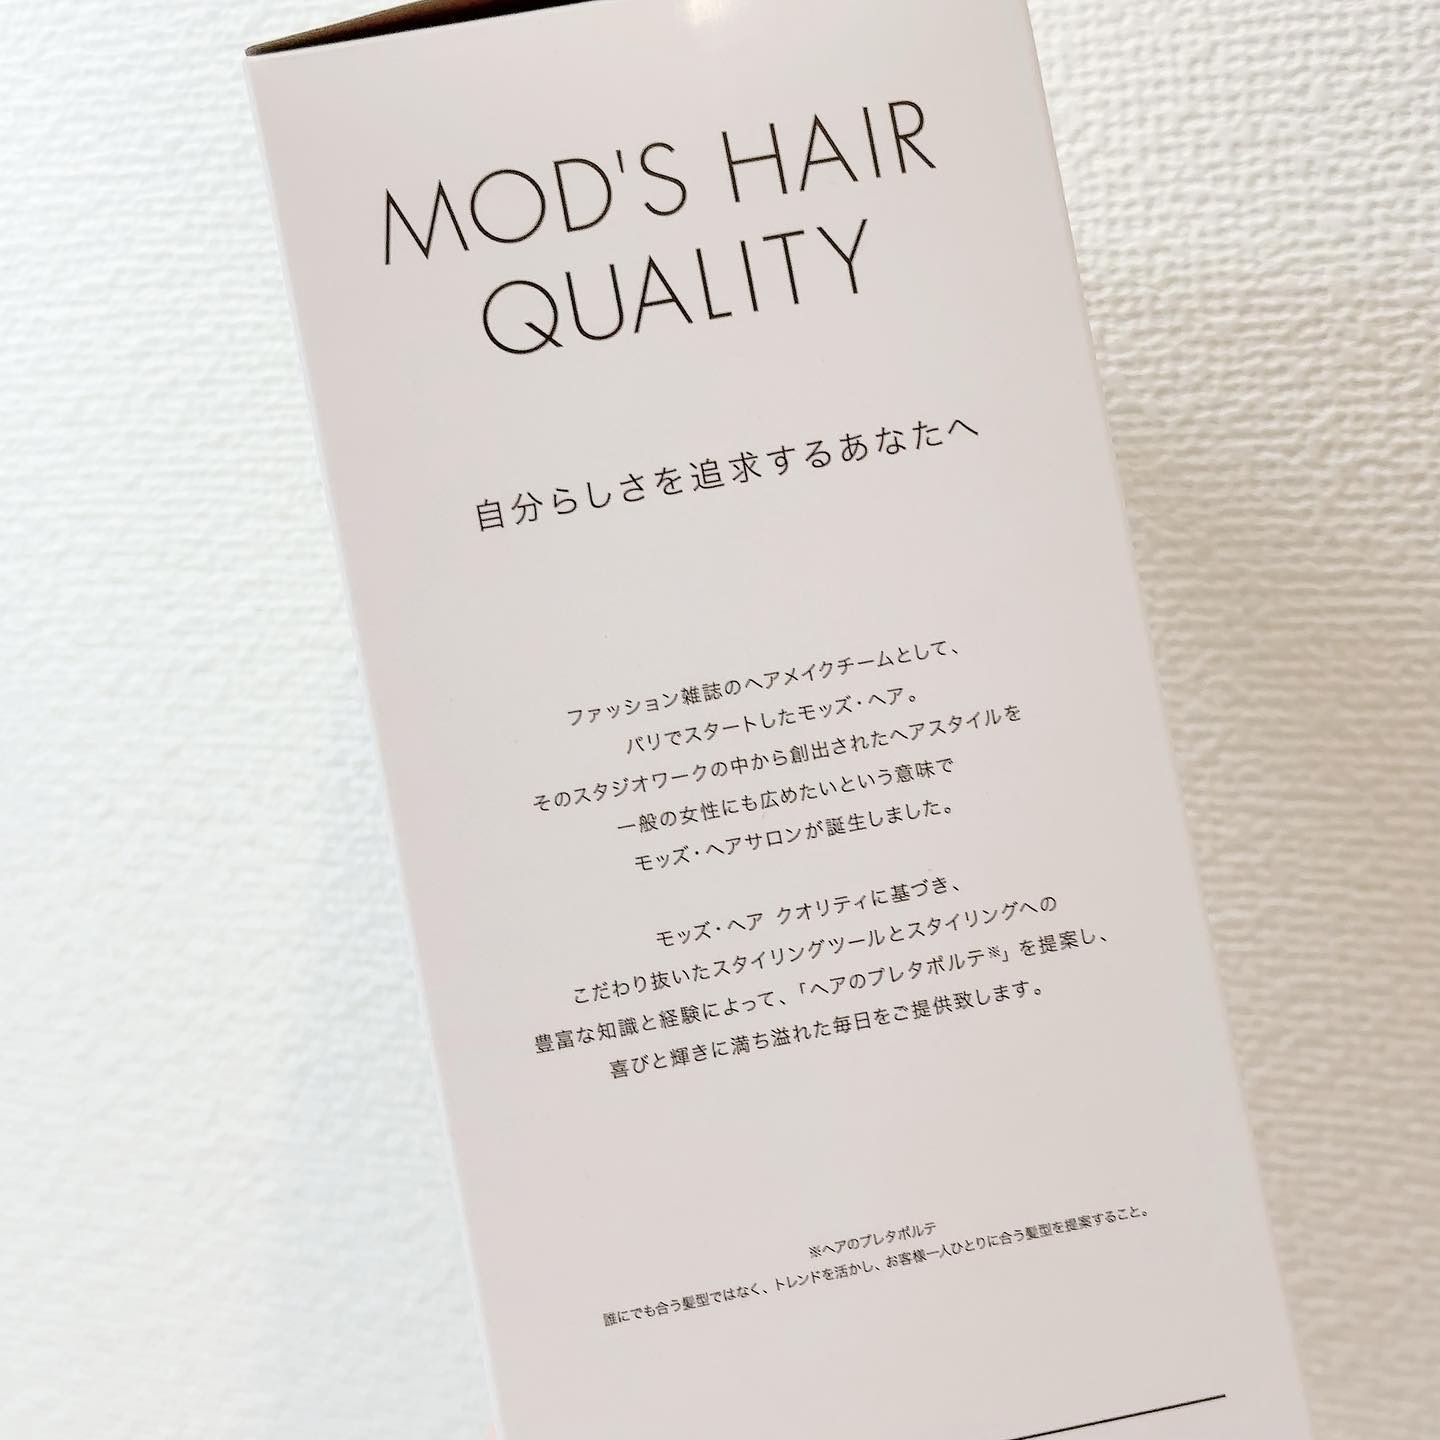 MOD'S HAIR
QUALITY
自分らしさを追求するあなたへ
ファッション雑誌のヘアメイクチームとして、
パリでスタートしたモッズ・ヘア。
そのスタジオワークの中から創出されたヘアスタイルを
一般の女性にも広めたいという意味で
モッズ・ヘアサロンが誕生しました。
モッズ・ヘア クオリティに基づき、
こだわり抜いたスタイリングツールとスタイリングへの
豊富な知識と経験によって、「ヘアのプレタポルテ※」を提案し、
喜びと輝きに満ち溢れた毎日をご提供致します。
※ヘアのプレタポルテ
誰にでも合う髪型ではなく、トレンドを活かし、お客様一人ひとりに合う髪型を提案すること。